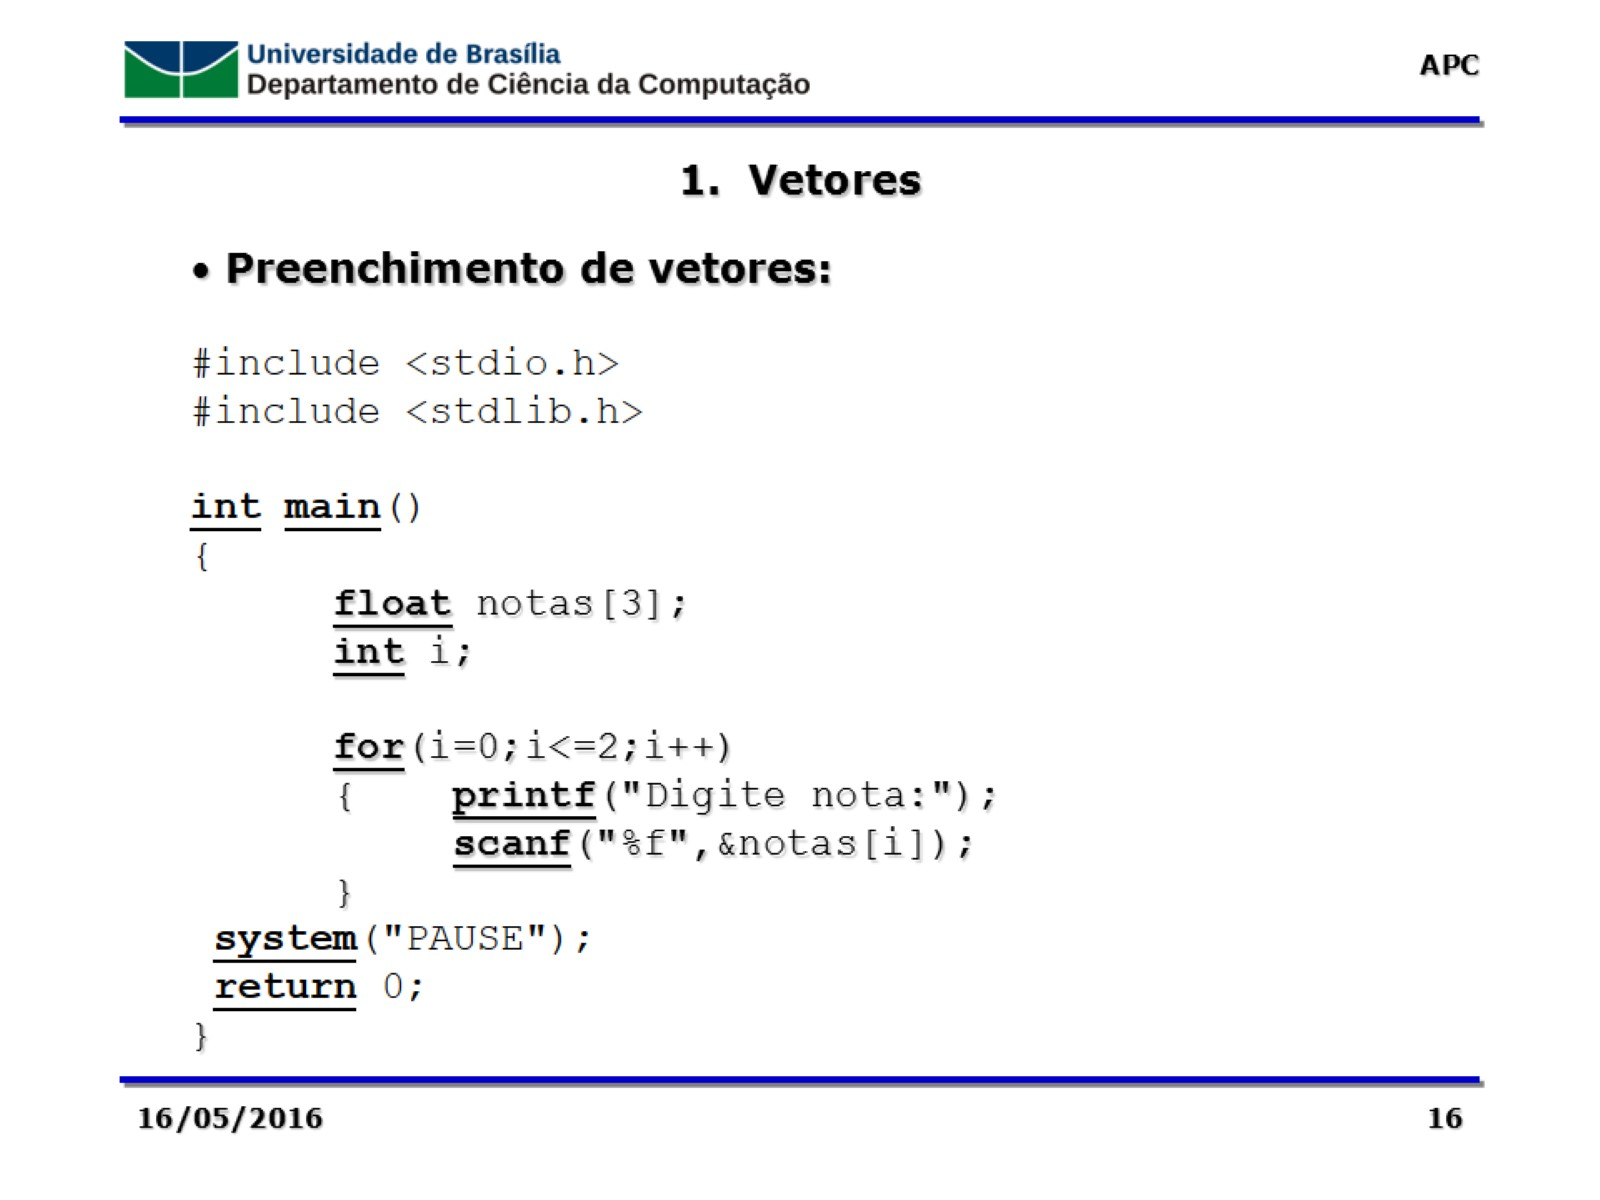 Universidade de Brasília
Departamento de Ciência da Computação
APC
1. Vetores
• Preenchimento de vetores:
#include <stdio.h>
#include <stdlib.h>
int main()
{
float notas[3];
int i;
for(i=0;i<=2;i++)
{ printf("Digite nota:");
scanf("%f",&notas[i]);
}
system("PAUSE");
return 0;
}
16/05/2016
16